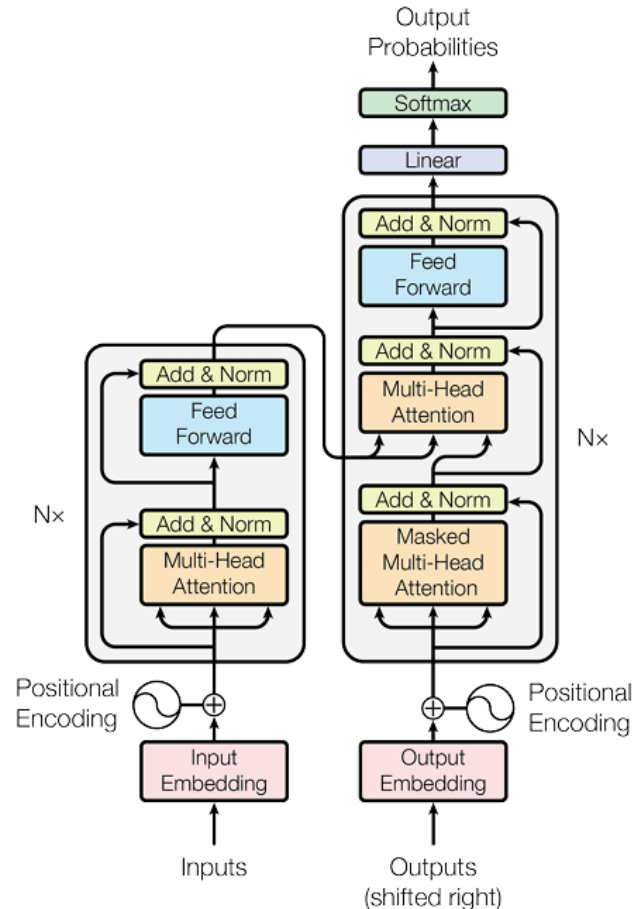 Output
Probabilities
Softmax
Linear
Add & Norm
Feed
Forward
Add & Norm
Multi-Head
Attention
Add & Norm
Masked
Multi-Head
Attention
N×
Add & Norm
Feed
Forward
Add & Norm
Multi-Head
Attention
N×
Positional
Encoding
Positional
Encoding
Input
Embedding
Output
Embedding
Inputs
Outputs
(shifted right)